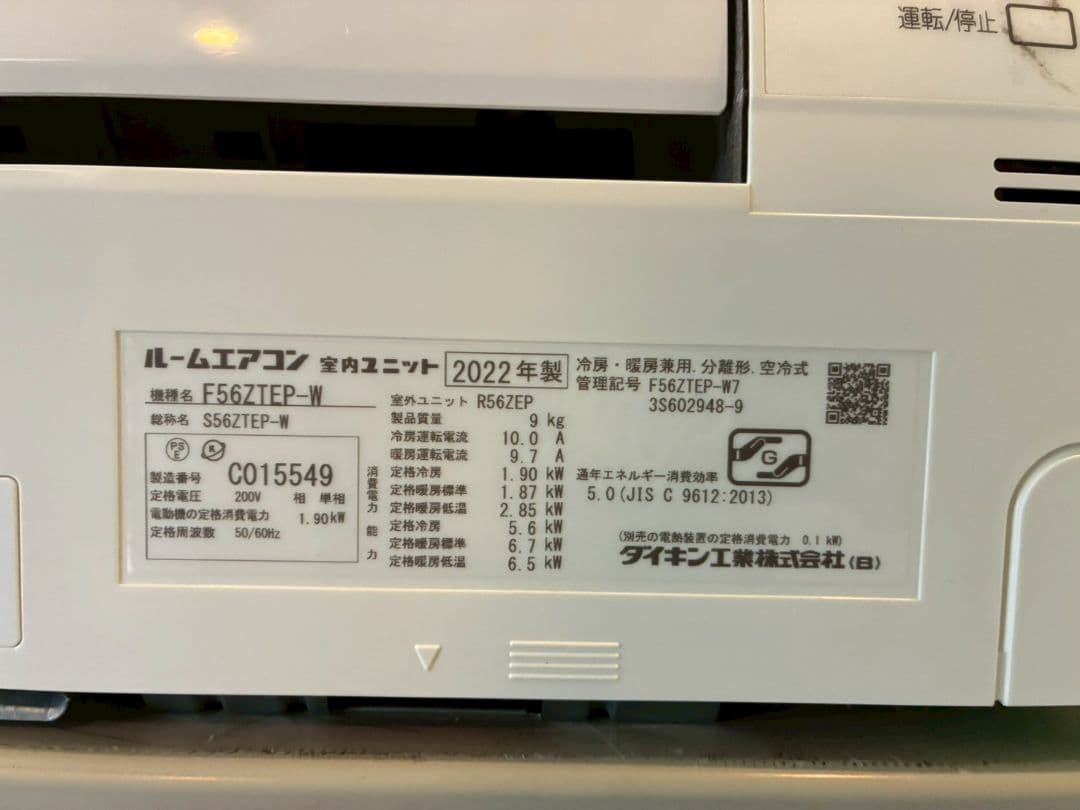 運転/停止
ルームエアコン 室内ユニット 2022年製
機種名 F56ZTEP-W
総称名 S56ZTEP-W
PS E
製造番号 C015549
定格電圧 200V 相 単相
電動機の定格消費電力 1.90kW
定格周波数 50/60Hz
室外ユニット R56ZEP
製品質量 9 kg
冷房運転電流 10.0 A
暖房運転電流 9.7 A
消費電力
定格冷房 1.90 kW
定格暖房標準 1.87 kW
定格暖房低温 2.85 kW
能力
定格冷房 5.6 kW
定格暖房標準 6.7 kW
定格暖房低温 6.5 kW
冷房・暖房兼用.分離形.空冷式
管理記号 F56ZTEP-W7
3S602948-9
G
通年エネルギー消費効率
5.0(JIS C 9612:2013)
(別売の電熱装置の定格消費電力 0.1 kW)
ダイキン工業株式会社(日)